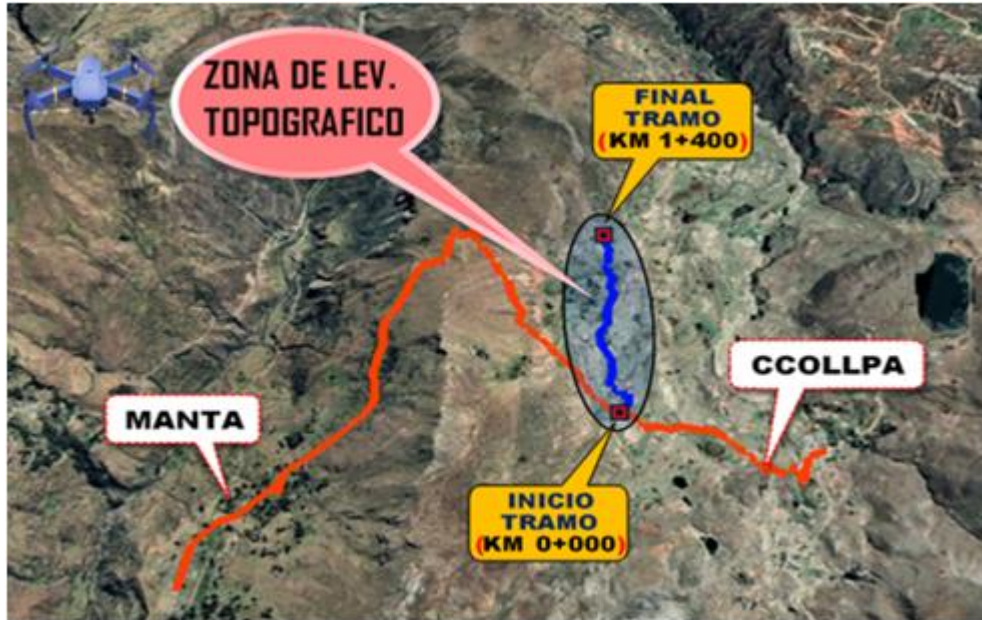 ZONA DE LEV.
TOPOGRAFICO
FINAL
TRAMO
(KM 1+400)
CCOLLPA
MANTA
INICIO
TRAMO
(KM 0+000)